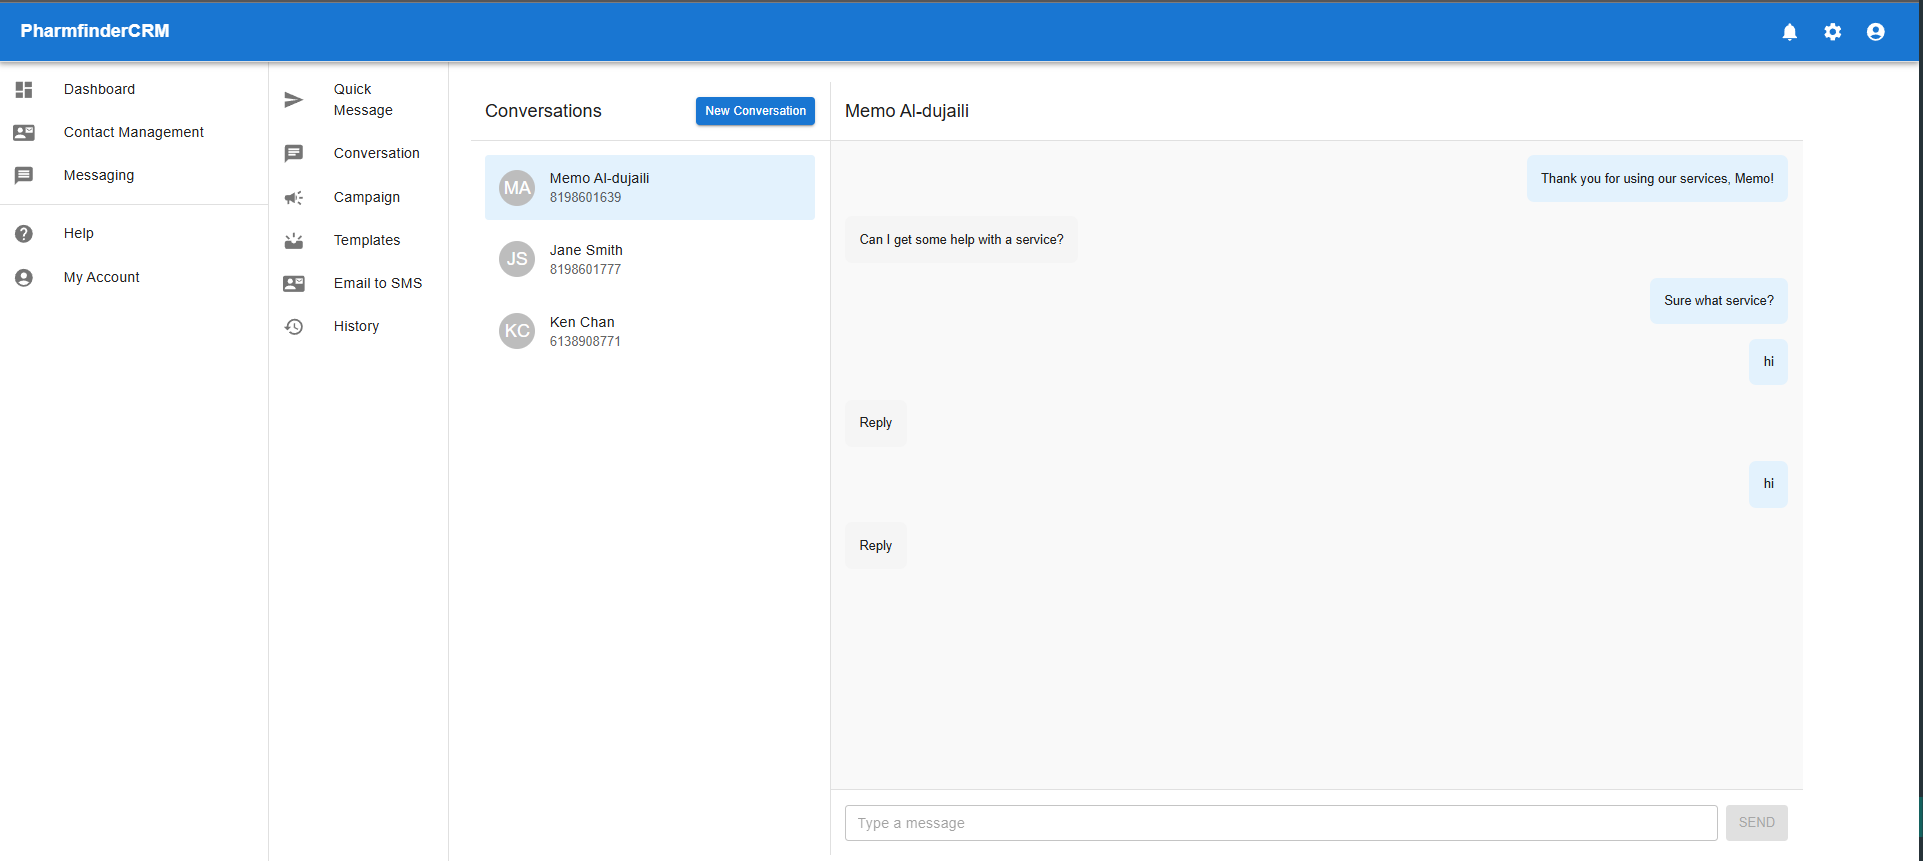 PharmfinderCRM
Dashboard
Contact Management
Messaging
Help
My Account
Quick
Message
Conversation
Campaign
Templates
Email to SMS
History
Conversations
New Conversation
MA
Memo Al-dujaili
8198601639
JS
Jane Smith
8198601777
KC
Ken Chan
6138908771
Memo Al-dujaili
Thank you for using our services, Memo!
Can I get some help with a service?
Sure what service?
hi
Reply
hi
Reply
Type a message
SEND